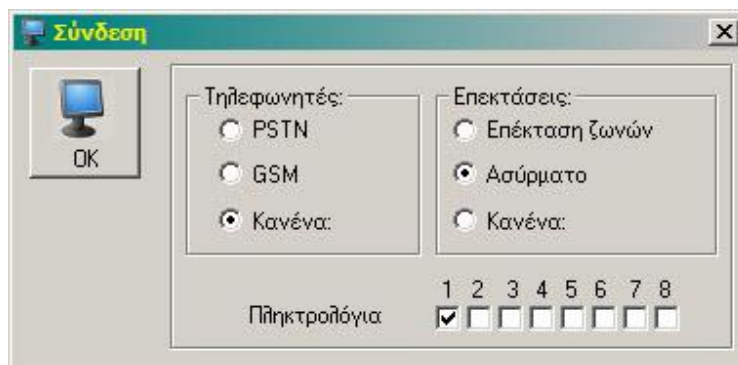 Σύνδεση
OK
Τηλεφωνητές:
PSTN
GSM
Κανένα:
Επεκτάσεις:
Επέκταση ζωνών
Ασύρματο
Κανένα:
1 2 3 4 5 6 7 8
Πληκτρολόγια